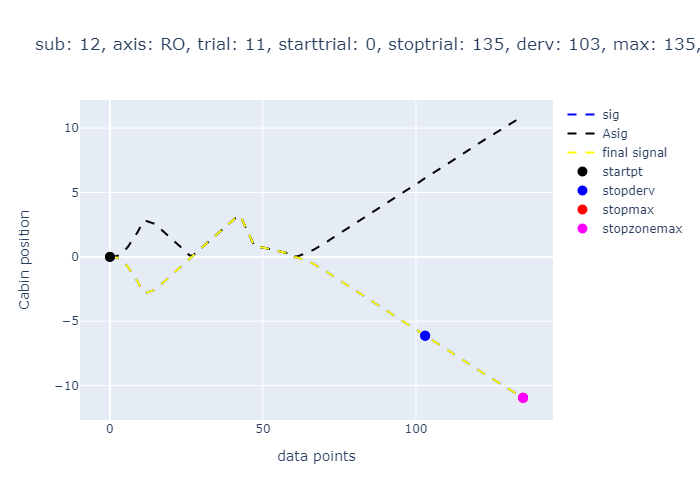 sub: 12, axis: RO, trial: 11, starttrial: 0, stoptrial: 135, derv: 103, max: 135,
sig
Asig
final signal
startpt
stopderv
stopmax
stopzonemax
Cabin position
10
5
0
−5
−10
0
50
100
data points